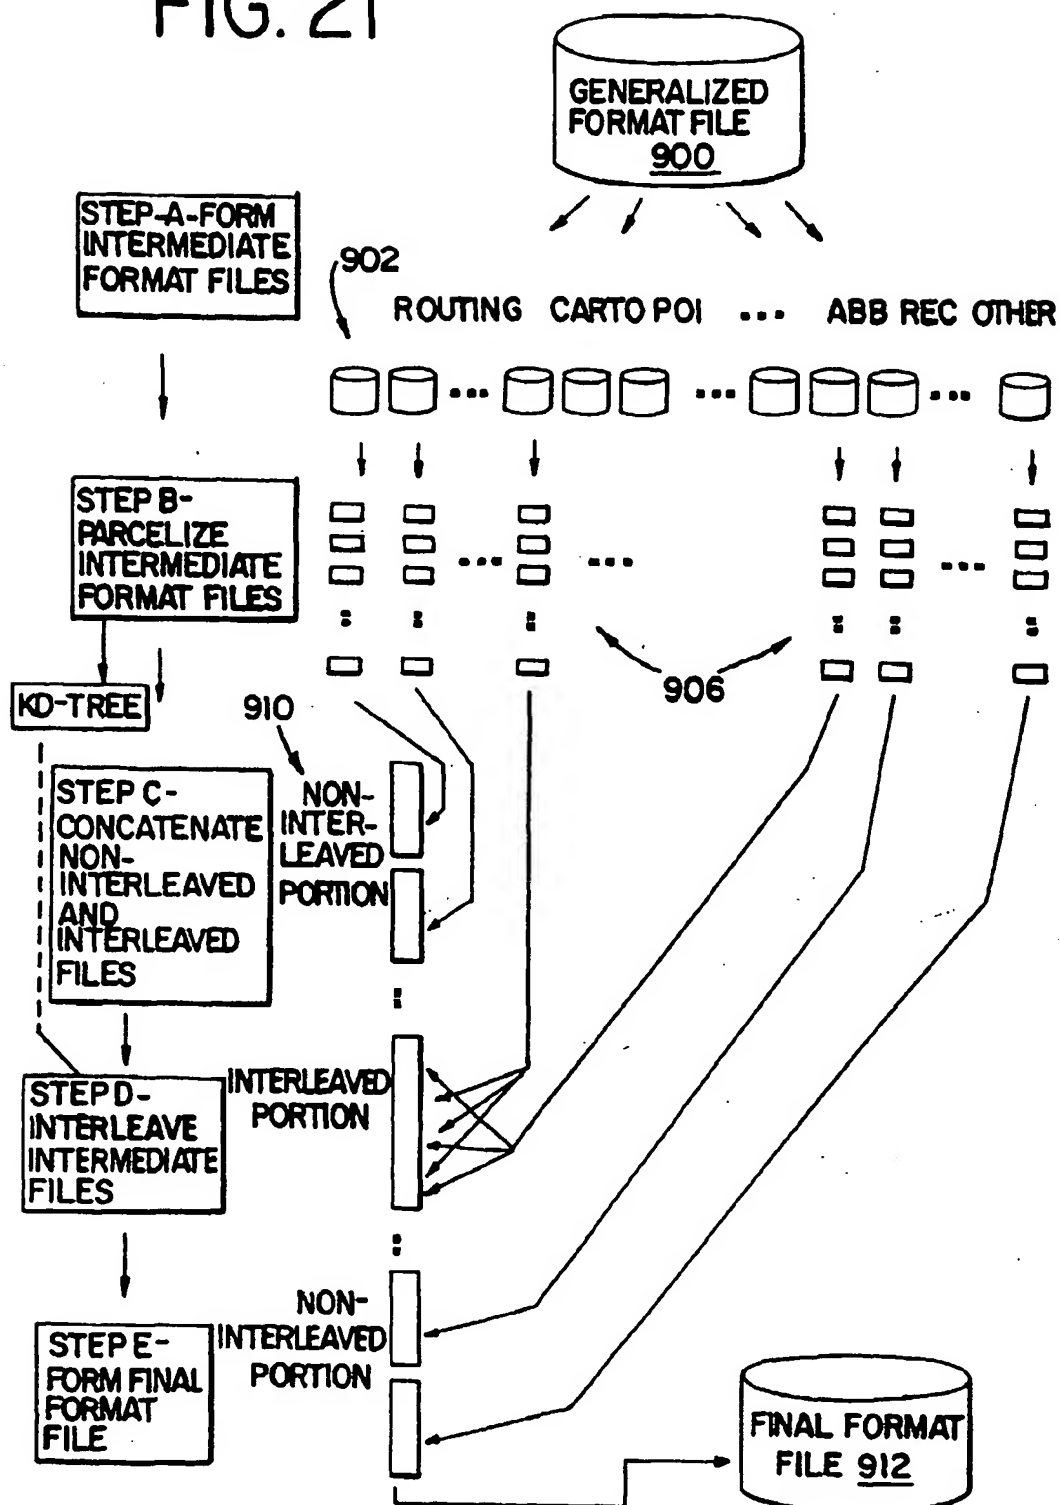 FIG. 21
GENERALIZED
FORMAT FILE
900
STEP-A-FORM
INTERMEDIATE
FORMAT FILES
902
ROUTING CARTO POI ... ABB REC OTHER
STEP B-
PARCELIZE
INTERMEDIATE
FORMAT FILES
906
KD-TREE
910
STEP C-
CONCATENATE
NON-
INTERLEAVED
AND
INTERLEAVED
FILES
NON-
INTER-
LEAVED
PORTION
STEP D-
INTERLEAVE
INTERMEDIATE
FILES
INTERLEAVED
PORTION
STEP E-
FORM FINAL
FORMAT
FILE
NON-
INTERLEAVED
PORTION
FINAL FORMAT
FILE 912